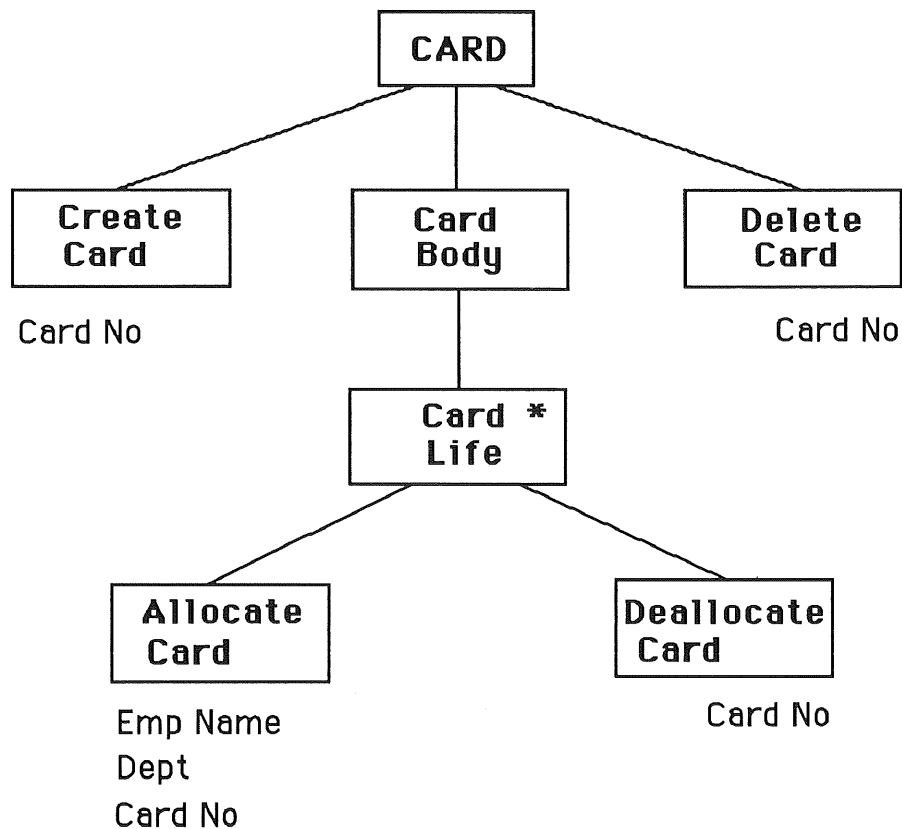 CARD
Create
Card
Card
Body
Delete
Card
Card No
Card No
Card *
Life
Allocate
Card
Deallocate
Card
Emp Name
Dept
Card No
Card No